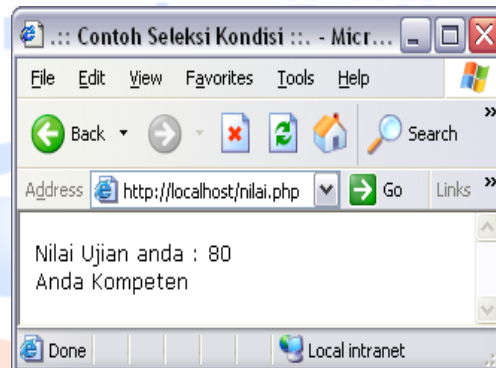 .:: Contoh Seleksi Kondisi ::. - Micr...
File Edit View Favorites Tools Help
Back Search
Address http://localhost/nilai.php Go Links
Nilai Ujian anda : 80
Anda Kompeten
Done Local intranet